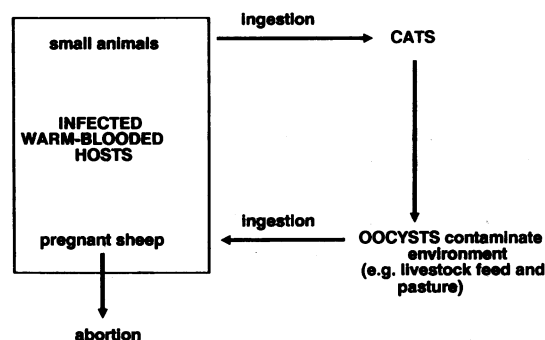 ingestion
small animals
CATS
INFECTED
WARM-BLOODED
HOSTS
ingestion
pregnant sheep
OOCYSTS contaminate
environment
(e.g. livestock feed and
pasture)
abortion